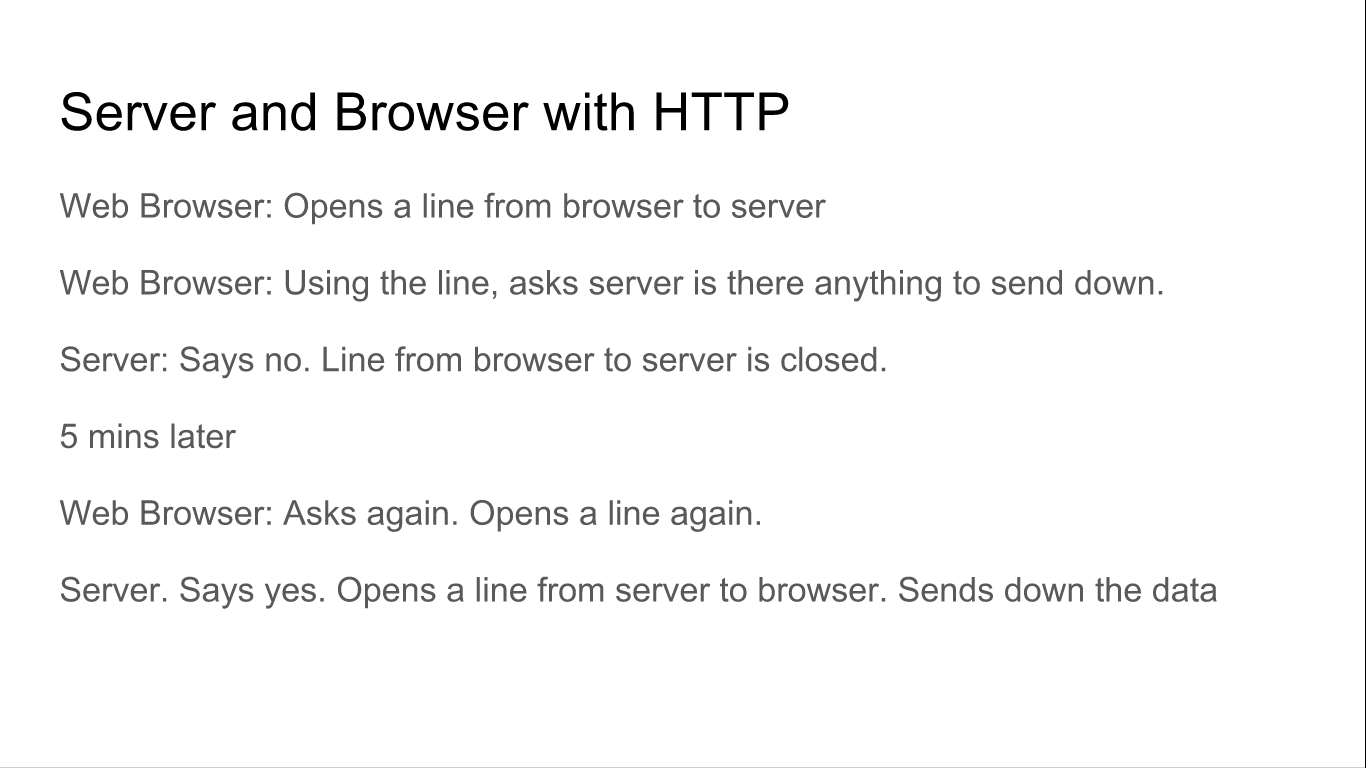 Server and Browser with HTTP
Web Browser: Opens a line from browser to server
Web Browser: Using the line, asks server is there anything to send down.
Server: Says no. Line from browser to server is closed.
5 mins later
Web Browser: Asks again. Opens a line again.
Server. Says yes. Opens a line from server to browser. Sends down the data